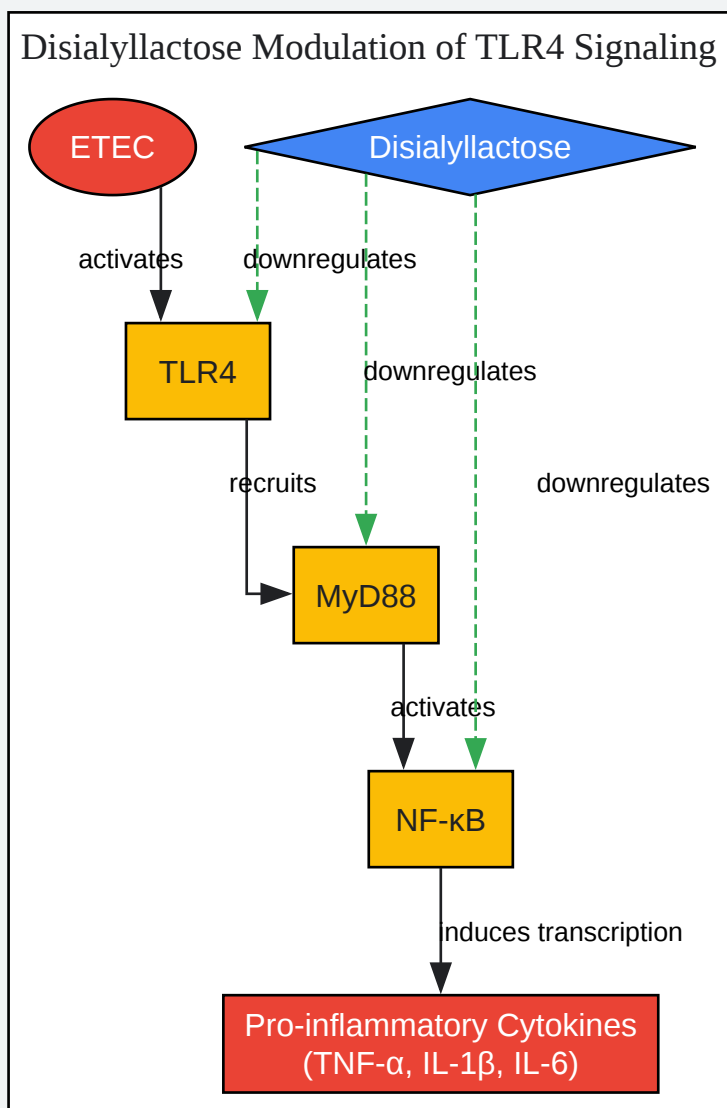 Disialyllactose Modulation of TLR4 Signaling
ETEC
Disialyllactose
activates
downregulates
TLR4
downregulates
recruits
downregulates
MyD88
activates
NF-κB
induces transcription
Pro-inflammatory Cytokines
(TNF-α, IL-1β, IL-6)